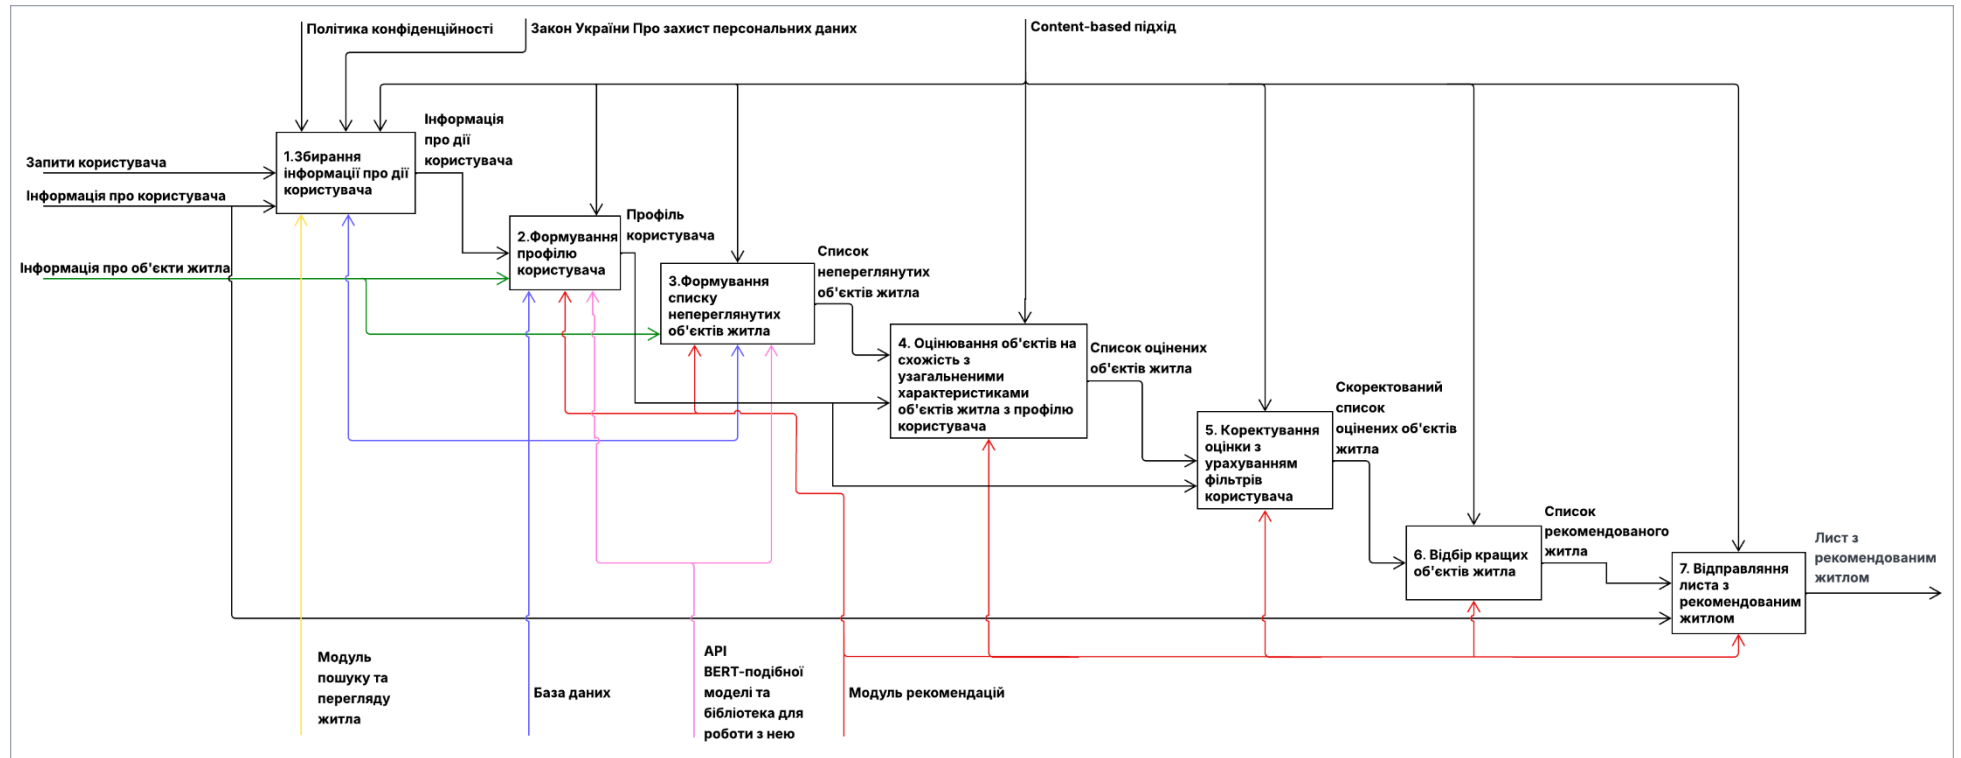 Політика конфіденційності
Закон України Про захист персональних даних
Content-based підхід
Інформація
про дії
користувача
Запити користувача
Інформація про користувача
1.Збирання
інформації про дії
користувача
Інформація про об'єкти житла
2.Формування
профілю
користувача
Профіль
користувача
3.Формування
списку
непереглянутих
об'єктів житла
Список
непереглянутих
об'єктів житла
4. Оцінювання об'єктів на
схожість з
узагальненими
характеристиками
об'єктів житла з профілю
користувача
Список оцінених
об'єктів житла
5. Коректування
оцінки з
урахуванням
фільтрів
користувача
Скоректований
список
оцінених об'єктів
житла
6. Відбір кращих
об'єктів житла
Список
рекомендованого
житла
7. Відправляння
листа з
рекомендованим
житлом
Лист з
рекомендованим
житлом
Модуль
пошуку та
перегляду
житла
База даних
API
BERT-подібної
моделі та
бібліотека для
роботи з нею
Модуль рекомендацій